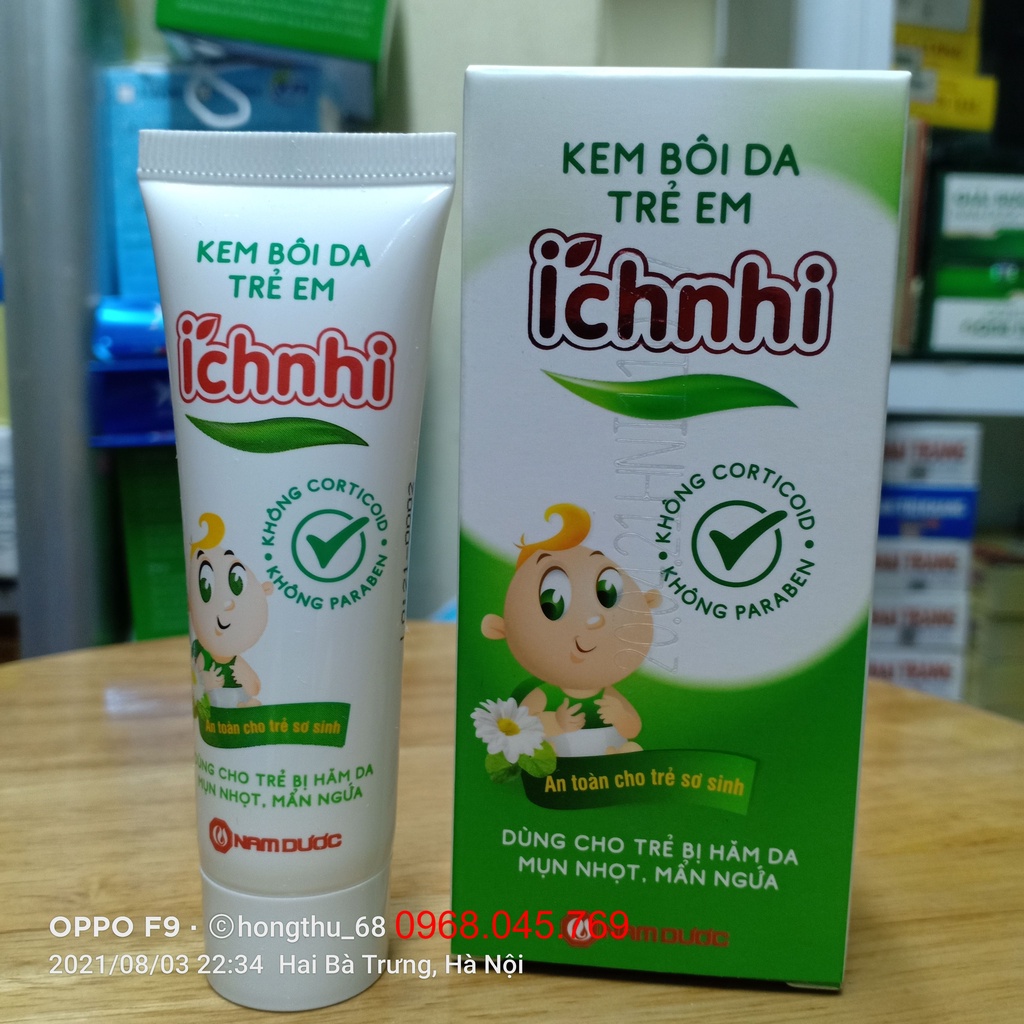 KEM BÔI DA
TRẺ EM
ichnhi
KHÔNG CORTICOID
KHÔNG PARABEN
An toàn cho trẻ sơ sinh
DÙNG CHO TRẺ BỊ HĂM DA
MỤN NHỌT, MẨN NGỨA
NAM DƯỢC
KEM BÔI DA
TRẺ EM
ichnhi
KHÔNG CORTICOID
KHÔNG PARABEN
An toàn cho trẻ sơ sinh
DÙNG CHO TRẺ BỊ HĂM DA
MỤN NHỌT, MẨN NGỨA
NAM DƯỢC
OPPO F9 · ©hongthu_68 0968.045.769
2021/08/03 22:34 Hai Bà Trưng, Hà Nội